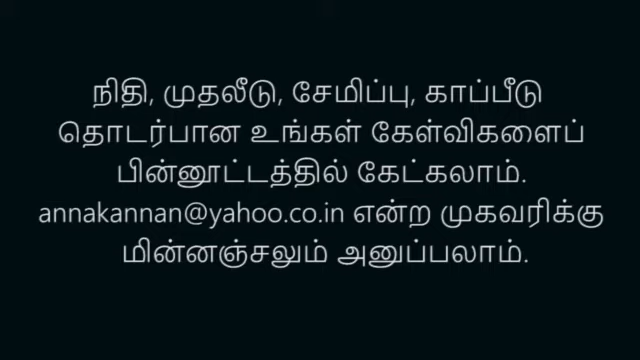 நிதி, முதலீடு, சேமிப்பு, காப்பீடு
தொடர்பான உங்கள் கேள்விகளைப்
பின்னூட்டத்தில் கேட்கலாம்.
annakannan@yahoo.co.in என்ற முகவரிக்கு
மின்னஞ்சலும் அனுப்பலாம்.